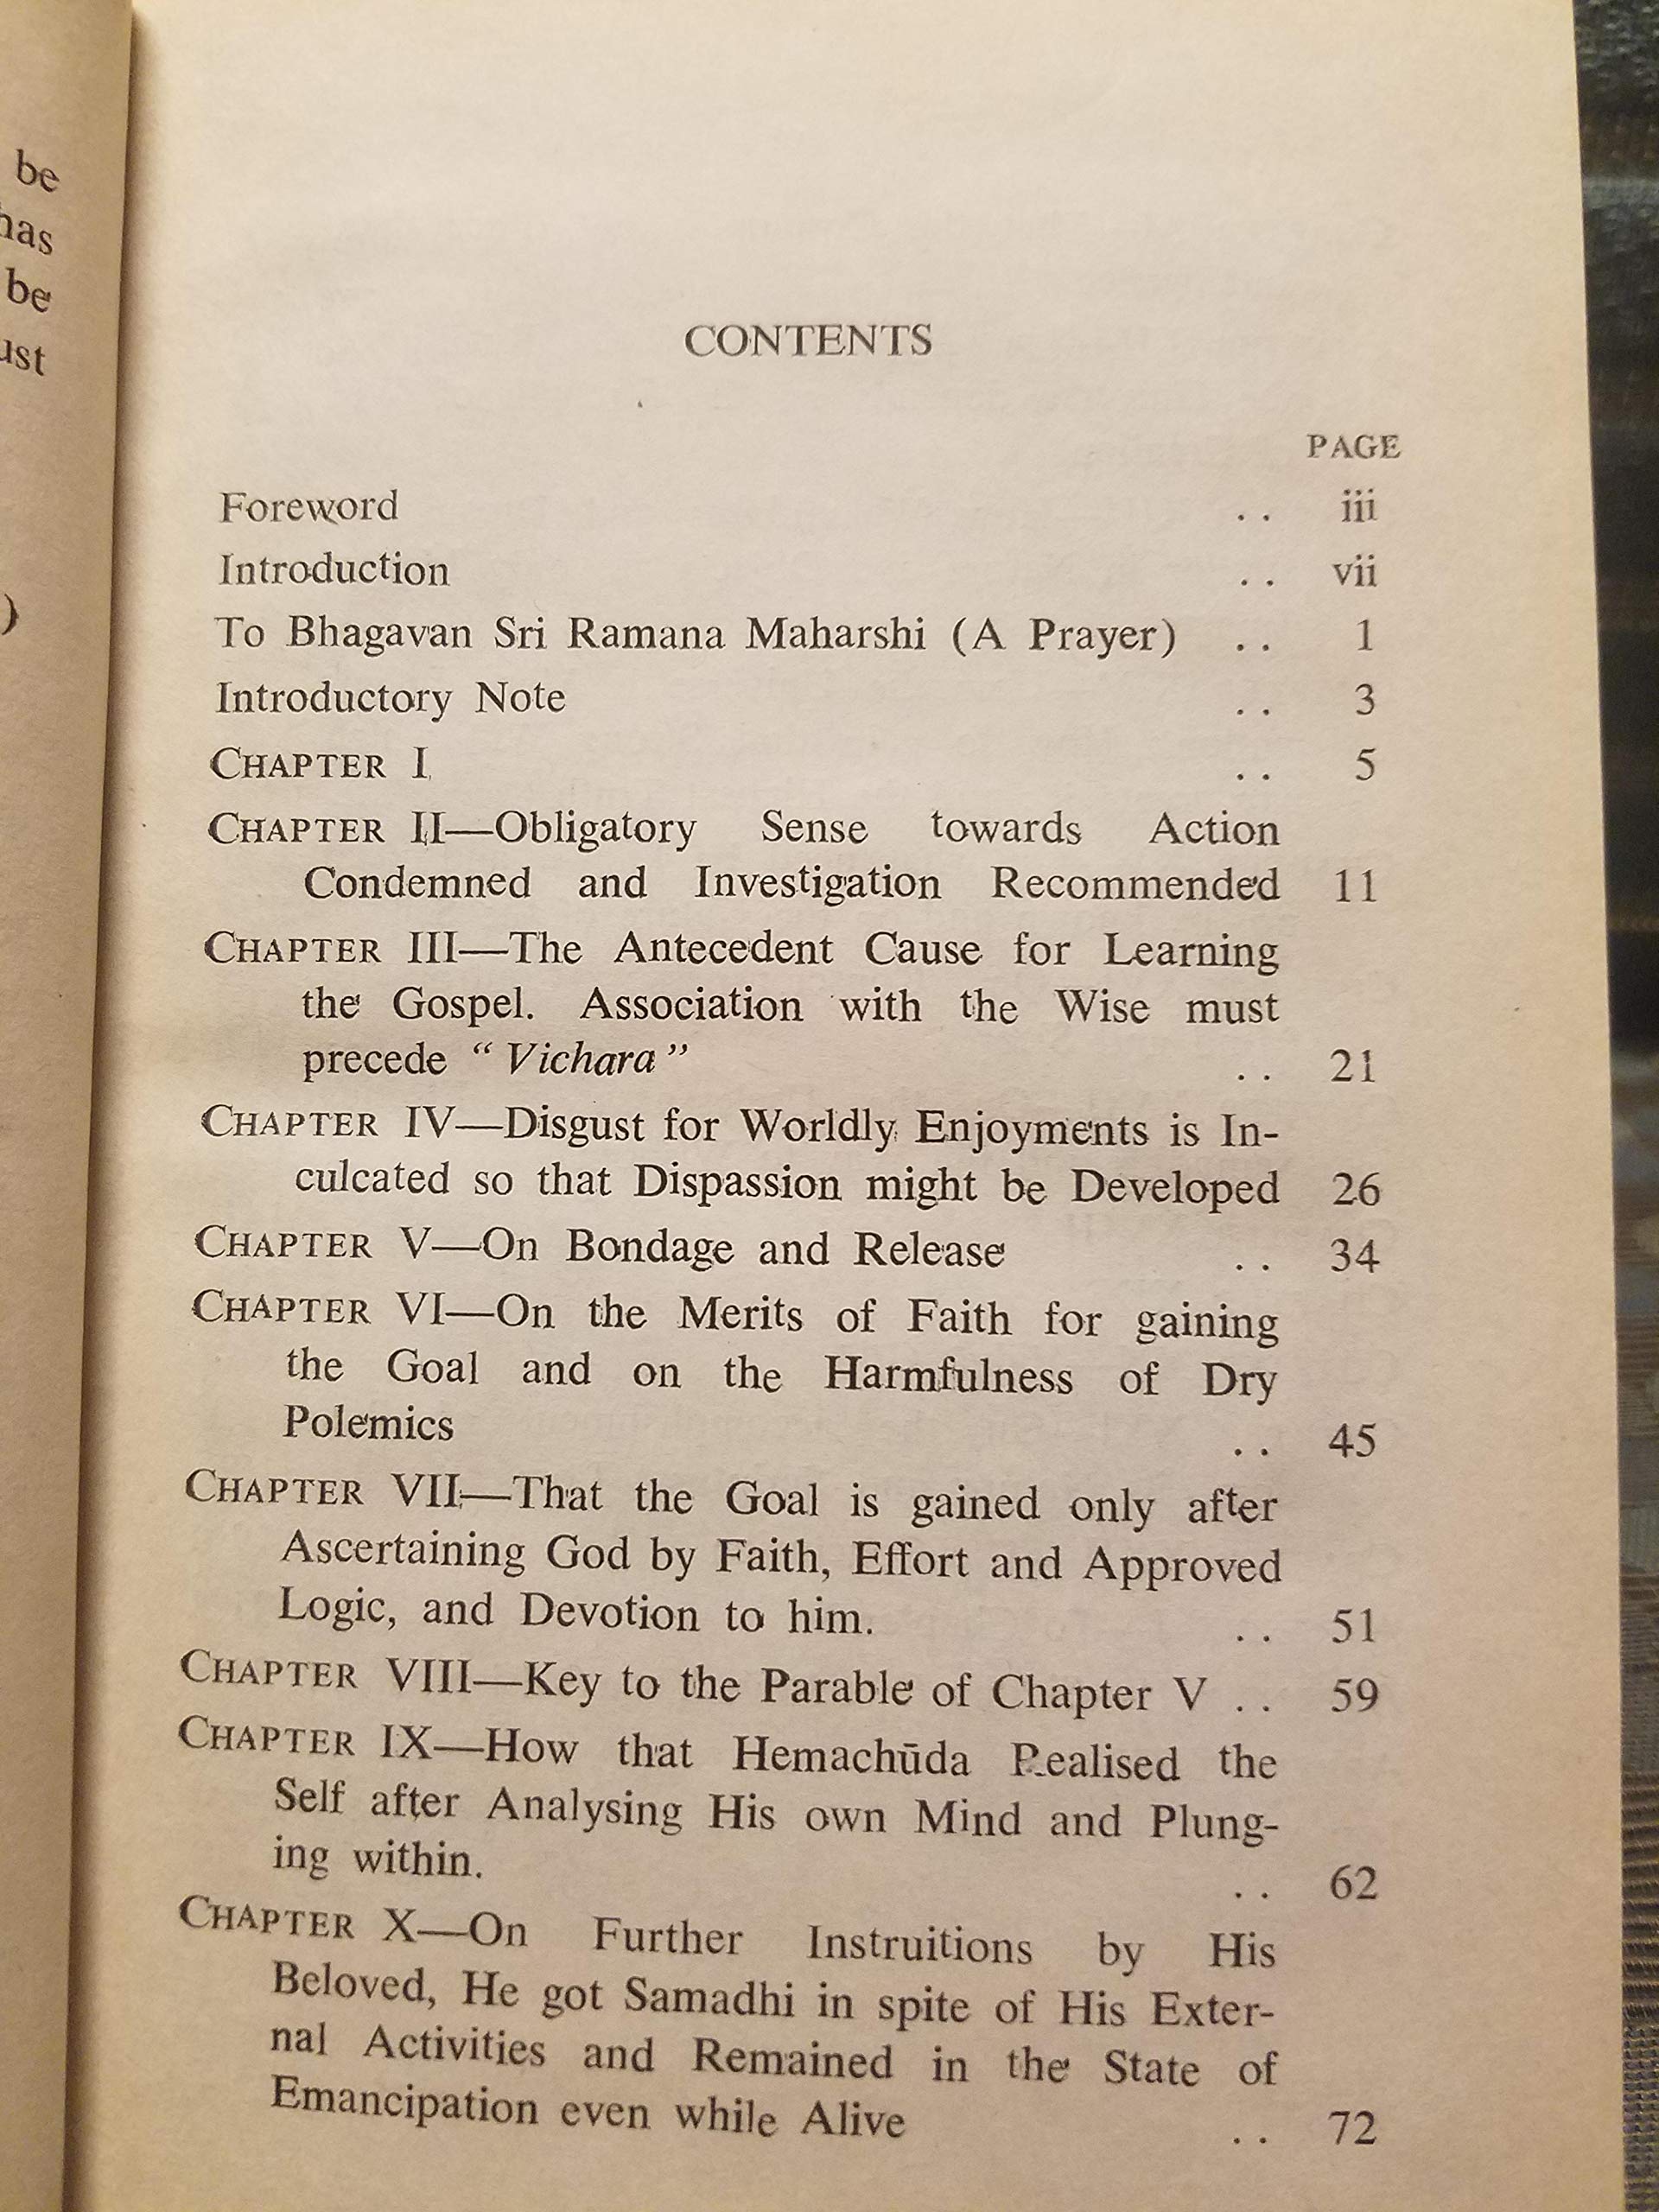 be
has
be
ust
)
CONTENTS
PAGE
Foreword .. iii
Introduction .. vii
To Bhagavan Sri Ramana Maharshi (A Prayer) .. 1
Introductory Note .. 3
CHAPTER I .. 5
CHAPTER II—Obligatory Sense towards Action
Condemned and Investigation Recommended 11
CHAPTER III—The Antecedent Cause for Learning
the Gospel. Association with the Wise must
precede “Vichara” .. 21
CHAPTER IV—Disgust for Worldly Enjoyments is In-
culcated so that Dispassion might be Developed 26
CHAPTER V—On Bondage and Release .. 34
CHAPTER VI—On the Merits of Faith for gaining
the Goal and on the Harmfulness of Dry
Polemics .. 45
CHAPTER VII—That the Goal is gained only after
Ascertaining God by Faith, Effort and Approved
Logic, and Devotion to him. .. 51
CHAPTER VIII—Key to the Parable of Chapter V .. 59
CHAPTER IX—How that Hemachūda Realised the
Self after Analysing His own Mind and Plung-
ing within. .. 62
CHAPTER X—On Further Instruitions by His
Beloved, He got Samadhi in spite of His Exter-
nal Activities and Remained in the State of
Emancipation even while Alive .. 72